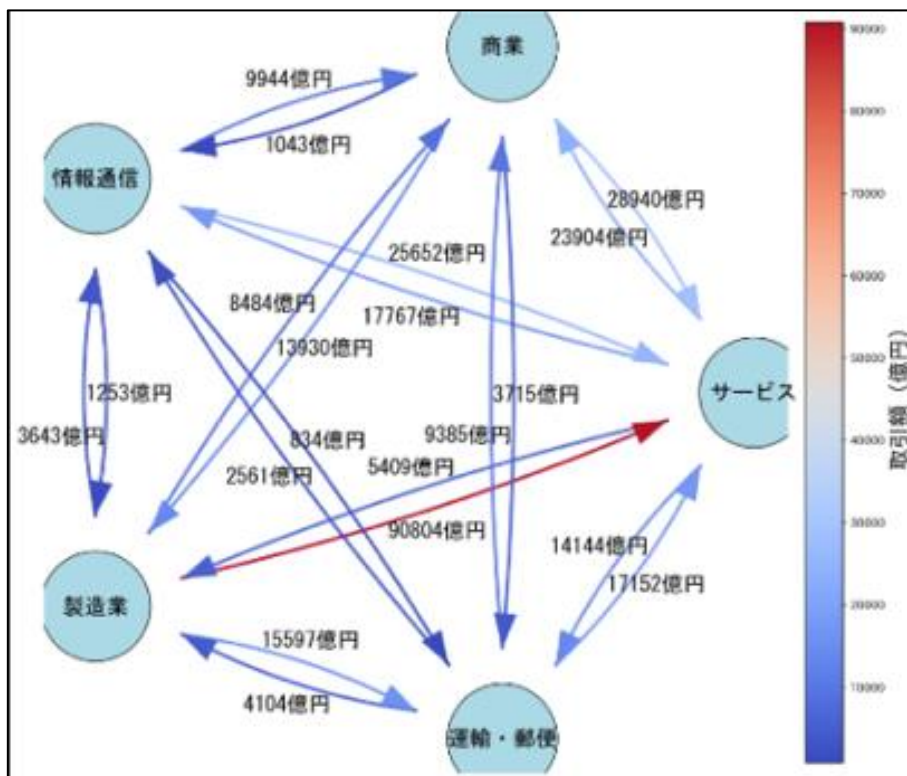 商業
9944億円
1043億円
情報通信
28940億円
23904億円
25652億円
17767億円
8484億円
13930億円
サービス
3715億円
9385億円
1253億円
3643億円
834億円
2561億円
5409億円
90804億円
14144億円
17152億円
製造業
15597億円
4104億円
運輸・郵便
90000
80000
70000
60000
50000
40000
30000
20000
10000
取引額（億円）